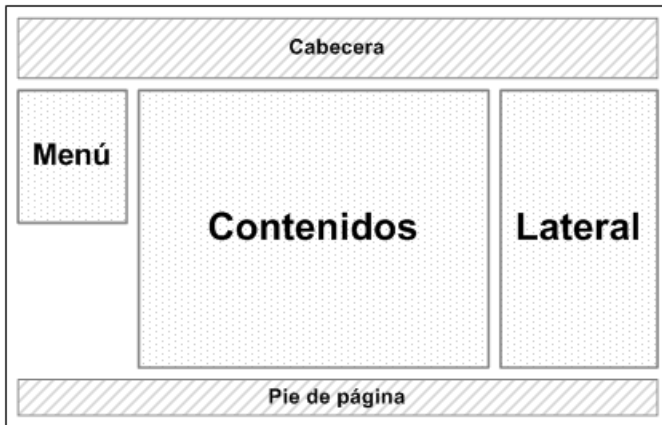 Cabecera
Menú
Contenidos
Lateral
Pie de página